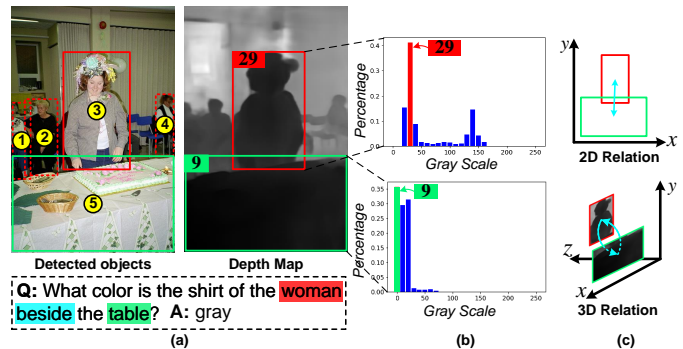 1
2
3
4
5
Detected objects
29
9
Depth Map
Q: What color is the shirt of the woman
beside the table? A: gray
(a)
Percentage
0.4
0.3
0.2
0.1
0.0
29
0 50 100 150 200 250
Gray Scale
Percentage
0.35
0.30
0.25
0.20
0.15
0.10
0.05
0.00
9
0 50 100 150 200 250
Gray Scale
(b)
y
x
2D Relation
y
z
x
3D Relation
(c)